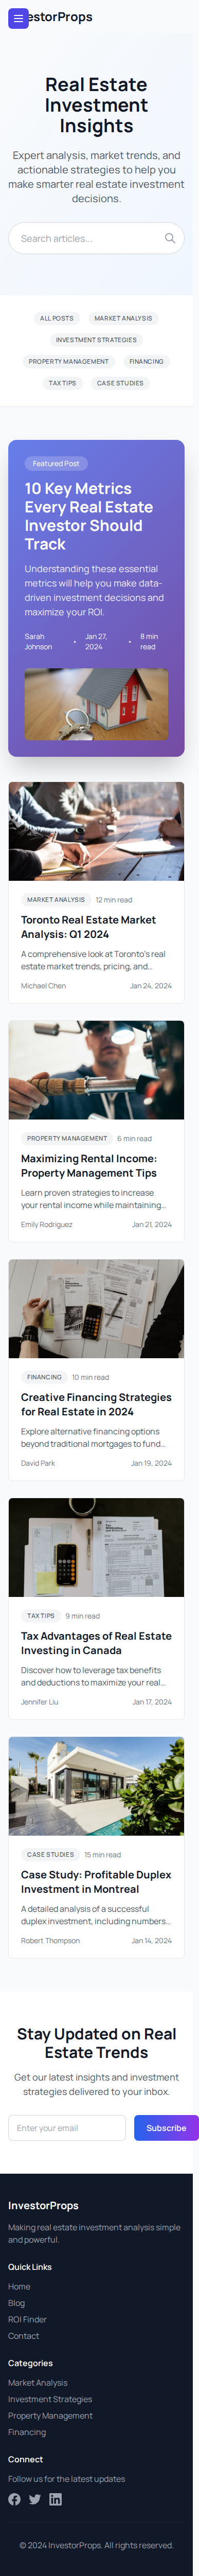 estorProps
Real Estate
Investment
Insights
Expert analysis, market trends, and
actionable strategies to help you
make smarter real estate investment
decisions.
Search articles...
ALL POSTS
MARKET ANALYSIS
INVESTMENT STRATEGIES
PROPERTY MANAGEMENT
FINANCING
TAX TIPS
CASE STUDIES
Featured Post
10 Key Metrics
Every Real Estate
Investor Should
Track
Understanding these essential
metrics will help you make data-
driven investment decisions and
maximize your ROI.
Sarah
Johnson
•
Jan 27,
2024
•
8 min
read
MARKET ANALYSIS
12 min read
Toronto Real Estate Market
Analysis: Q1 2024
A comprehensive look at Toronto's real
estate market trends, pricing, and...
Michael Chen
Jan 24, 2024
PROPERTY MANAGEMENT
6 min read
Maximizing Rental Income:
Property Management Tips
Learn proven strategies to increase
your rental income while maintaining...
Emily Rodriguez
Jan 21, 2024
FINANCING
10 min read
Creative Financing Strategies
for Real Estate in 2024
Explore alternative financing options
beyond traditional mortgages to fund...
David Park
Jan 19, 2024
TAX TIPS
9 min read
Tax Advantages of Real Estate
Investing in Canada
Discover how to leverage tax benefits
and deductions to maximize your real...
Jennifer Liu
Jan 17, 2024
CASE STUDIES
15 min read
Case Study: Profitable Duplex
Investment in Montreal
A detailed analysis of a successful
duplex investment, including numbers...
Robert Thompson
Jan 14, 2024
Stay Updated on Real
Estate Trends
Get our latest insights and investment
strategies delivered to your inbox.
Enter your email
Subscribe
InvestorProps
Making real estate investment analysis simple
and powerful.
Quick Links
Home
Blog
ROI Finder
Contact
Categories
Market Analysis
Investment Strategies
Property Management
Financing
Connect
Follow us for the latest updates
© 2024 InvestorProps. All rights reserved.